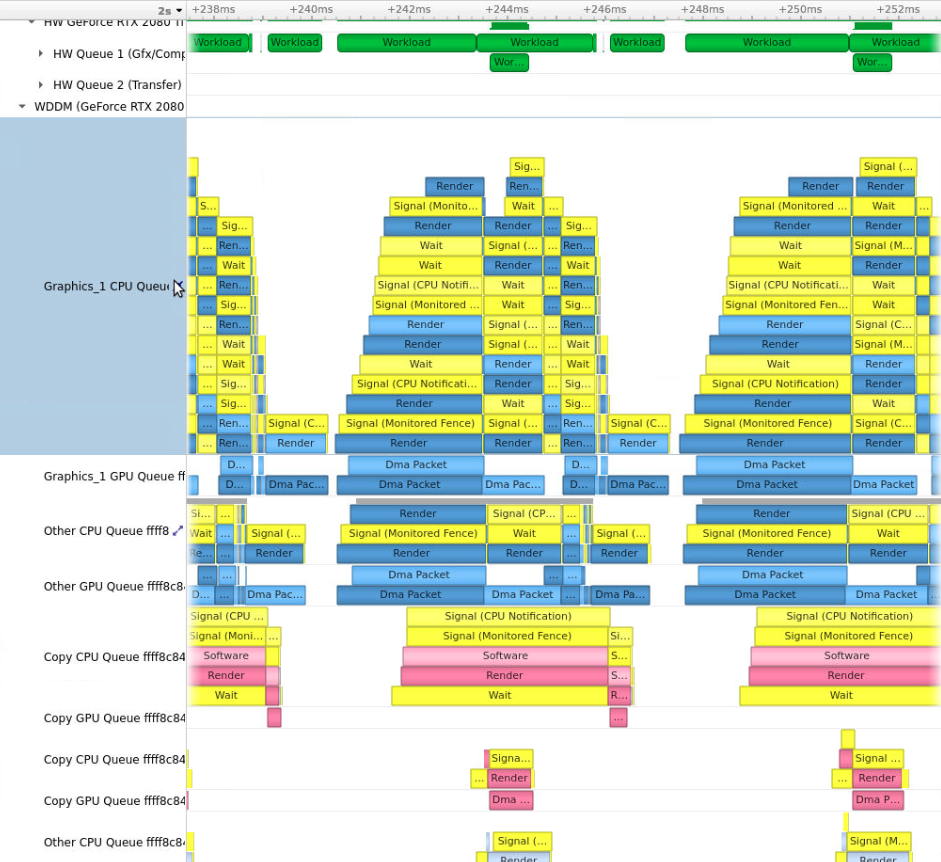 2s +238ms +240ms +242ms +244ms +246ms +248ms +250ms +252ms
HW GeForce RTX 2080 Ti
Workload Workload Workload Workload Workload Workload Workload
HW Queue 1 (Gfx/Comp
Wor... Wor...
HW Queue 2 (Transfer)
WDDM (GeForce RTX 2080
Sig... Signal (...
Render Ren... Render Render
S... Signal (Monito... Wait ... Signal (Monitored ... Wait ...
... Sig... Render Render ... Sig... Render Render
... Ren... Wait Signal (... ... Ren... Wait Signal (M...
... Wait Wait Render ... Wait Wait Render
Graphics_1 CPU Queue
... Ren... Signal (CPU Notifi... Wait ... Ren... Signal (CPU Notificati... Wait
... Sig... Signal (Monitored ... Wait ... Sig... Signal (Monitored Fen... Wait
... Ren... Render Signal (... ... Ren... Render Signal (C...
... Wait Render Signal (... ... Wait Render Signal (M...
... Wait Wait Render ... Wait Wait Render
... Sig... Signal (CPU Notificati... Render ... Sig... Signal (CPU Notification) Render
... Sig... Render Wait ... Sig... Render Wait
... Ren... Signal (C... Signal (Monitored Fence) Signal (... ... Ren... Signal (C... Signal (Monitored Fence) Signal (C...
... Ren... Render Render Signal (... ... Ren... Render Render Render
D... Dma Packet D... Dma Packet
Graphics_1 GPU Queue ff
D... Dma Pac... Dma Packet Dma Pac... D... Dma Pac... Dma Packet Dma Packet
Si... ... Render Signal (CP... ... Render Signal (CPU ...
Other CPU Queue ffff8
Wait ... Signal (... Signal (Monitored Fence) Wait ... Signal (... Signal (Monitored Fence) Wait
Re... ... Render Render Render ... Render Render Render
... ... Dma Packet ... ... Dma Packet
Other GPU Queue ffff8c84
D... ... Dma Pac... Dma Packet Dma Packet ... Dma Pa... Dma Packet Dma Packet ...
Signal (CPU ... Signal (CPU Notification) Signal (CPU Notification)
Signal (Moni... ... Signal (Monitored Fence) Si... Signal (Monitored Fence)
Copy CPU Queue ffff8c84
Software Software S... Software
Render Render S... Render
Wait Wait R... Wait
Copy GPU Queue ffff8c84
...
Copy CPU Queue ffff8c84
Signa... Signal ...
... Render ... Render
Copy GPU Queue ffff8c84
Dma ... Dma P...
Other CPU Queue ffff8c84
Signal (... Signal (M...
Render Render